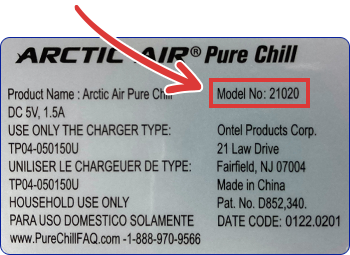 ARCTIC AIR® Pure Chill
Product Name : Arctic Air Pure Chill
DC 5V, 1.5A
USE ONLY THE CHARGER TYPE:
TP04-050150U
UNILISER LE CHARGEUER DE TYPE:
TP04-050150U
HOUSEHOLD USE ONLY
PARA USO DOMESTICO SOLAMENTE
www.PureChillFAQ.com -1-888-970-9566
Model No: 21020
Ontel Products Corp.
21 Law Drive
Fairfield, NJ 07004
Made in China
Pat. No. D852,340.
DATE CODE: 0122.0201